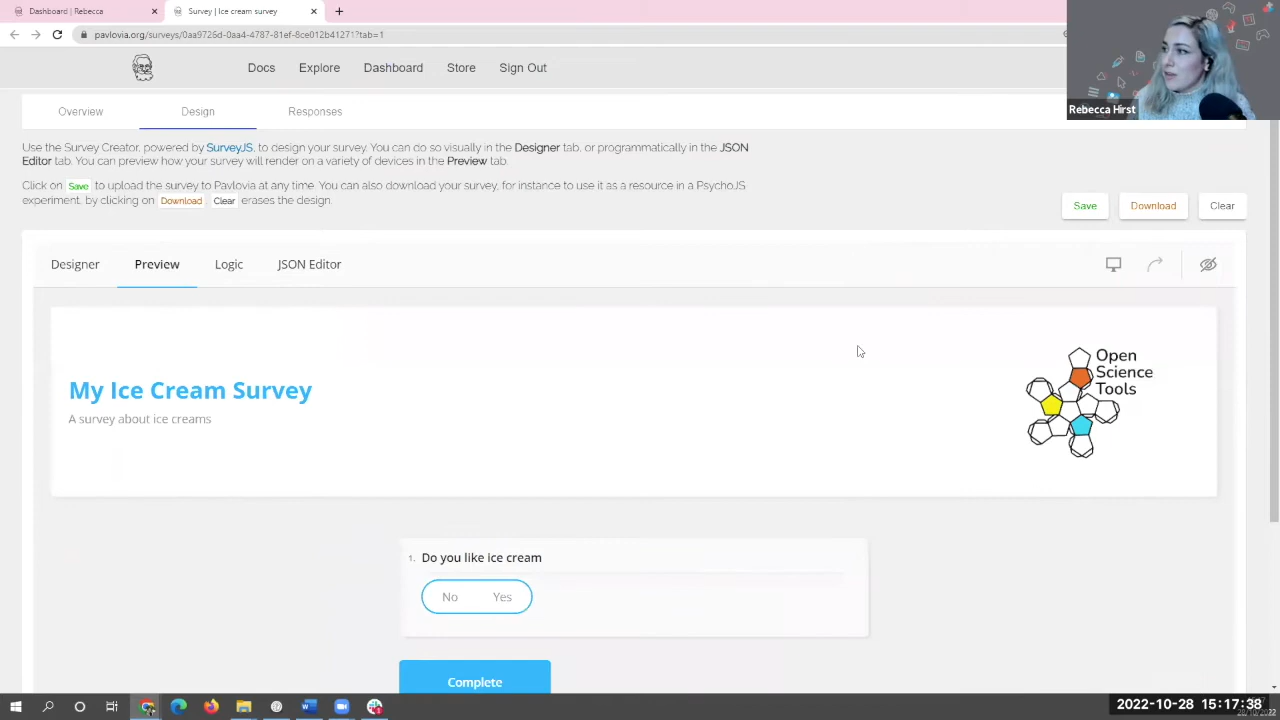 Dashboard | Rebecca
Survey | Ice cream survey
pavlovia.org/surveys/0aa9726d-0aa4-4787-81ef-8ce012b41271?tab=1
Docs Explore Dashboard Store Sign Out
Rebecca Hirst
Overview Design Responses
Use the Survey Creator, powered by SurveyJS, to design your survey. You can do so visually in the Designer tab, or programmatically in the JSON
Editor tab. You can preview how your survey will render on a variety of devices in the Preview tab.
Click on Save to upload the survey to Pavlovia at any time. You can also download your survey, for instance to use it as a resource in a PsychoJS
experiment, by clicking on Download Clear erases the design.
Save Download Clear
Designer Preview Logic JSON Editor
Open
Science
Tools
My Ice Cream Survey
A survey about ice creams
1. Do you like ice cream
No Yes
Complete
2022-10-28 15:17:38